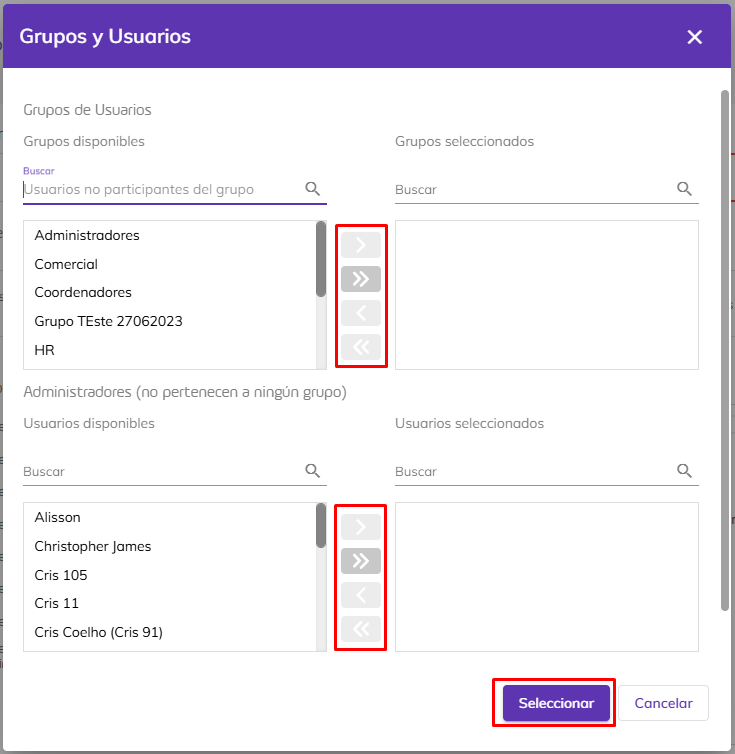 Grupos y Usuarios
Grupos de Usuarios
Grupos disponibles
Grupos seleccionados
Buscar
Usuarios no participantes del grupo
Buscar
Administradores
Comercial
Coordenadores
Grupo TEste 27062023
HR
Administradores (no pertenecen a ningún grupo)
Usuarios disponibles
Usuarios seleccionados
Buscar
Buscar
Alisson
Christopher James
Cris 105
Cris 11
Cris Coelho (Cris 91)
Seleccionar
Cancelar